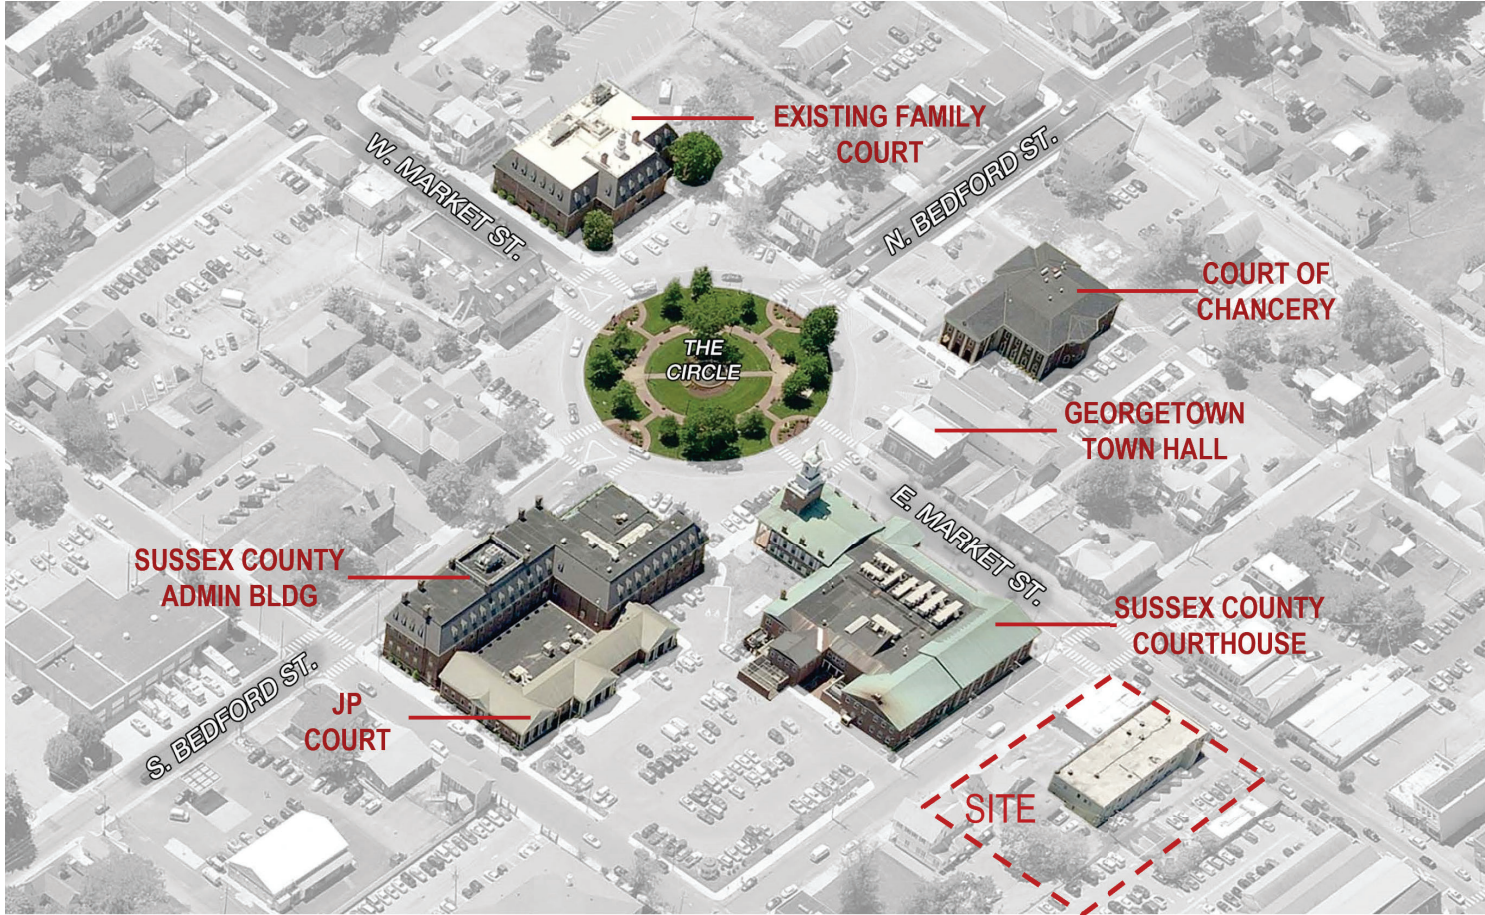 EXISTING FAMILY
COURT
W. MARKET ST.
N. BEDFORD ST.
COURT OF
CHANCERY
THE
CIRCLE
GEORGETOWN
TOWN HALL
E. MARKET ST.
SUSSEX COUNTY
ADMIN BLDG
SUSSEX COUNTY
COURTHOUSE
S. BEDFORD ST.
JP
COURT
SITE